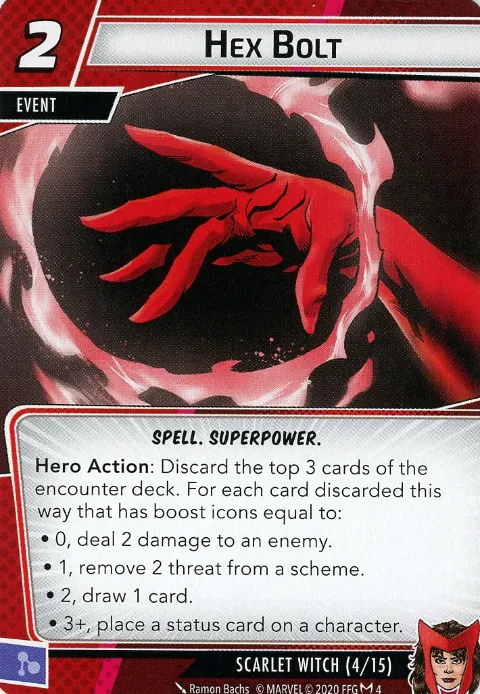 2
HEX BOLT
EVENT
SPELL. SUPERPOWER.
Hero Action: Discard the top 3 cards of the
encounter deck. For each card discarded this
way that has boost icons equal to:
• 0, deal 2 damage to an enemy.
• 1, remove 2 threat from a scheme.
• 2, draw 1 card.
• 3+, place a status card on a character.
SCARLET WITCH (4/15)
Ramon Bachs © MARVEL © 2020 FFG 4